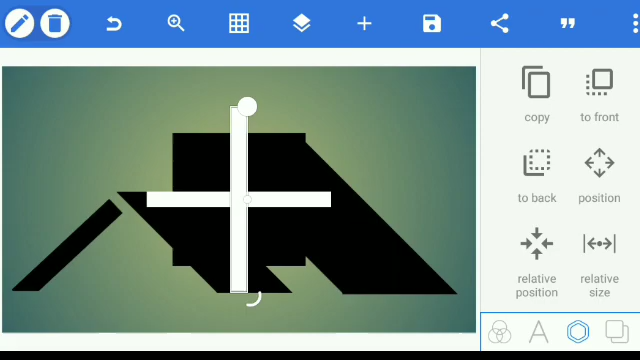 copy
to front
to back
position
relative
position
relative
size